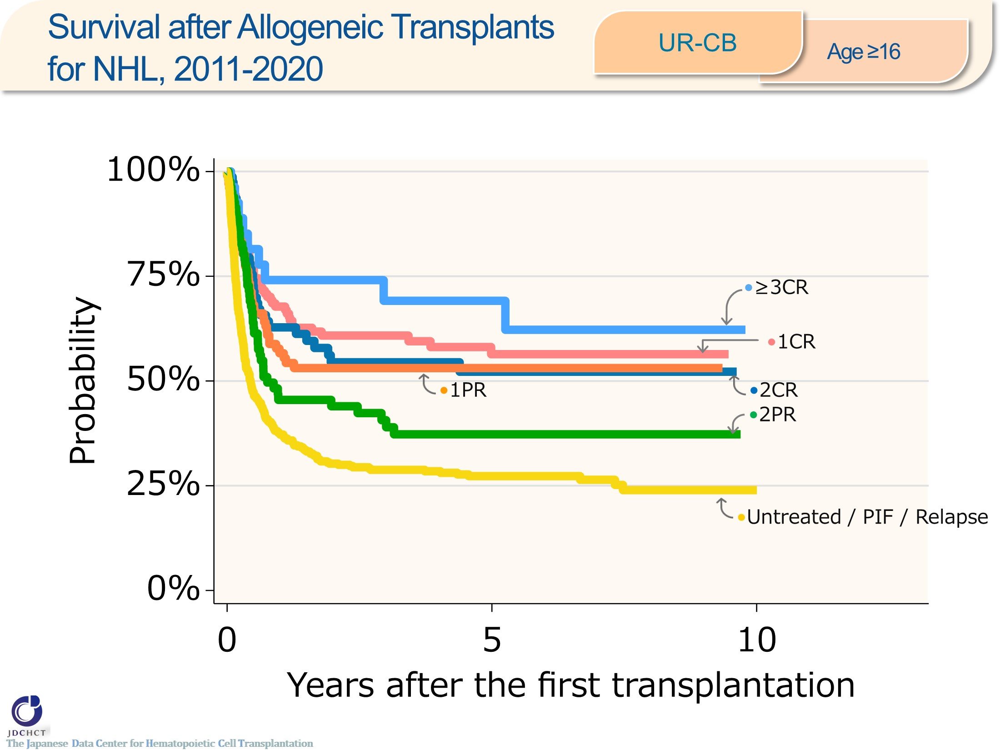 Survival after Allogeneic Transplants
for NHL, 2011-2020
UR-CB
Age ≥16
100%
75%
50%
25%
0%
Probability
≥3CR
1CR
1PR
2CR
2PR
Untreated / PIF / Relapse
0 5 10
Years after the first transplantation
JDCHCT
The Japanese Data Center for Hematopoietic Cell Transplantation